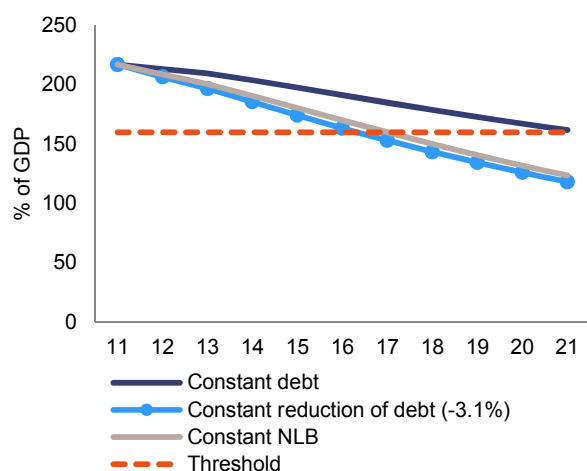 250
200
150
100
50
0
% of GDP
11 12 13 14 15 16 17 18 19 20 21
Constant debt
Constant reduction of debt (-3.1%)
Constant NLB
Threshold